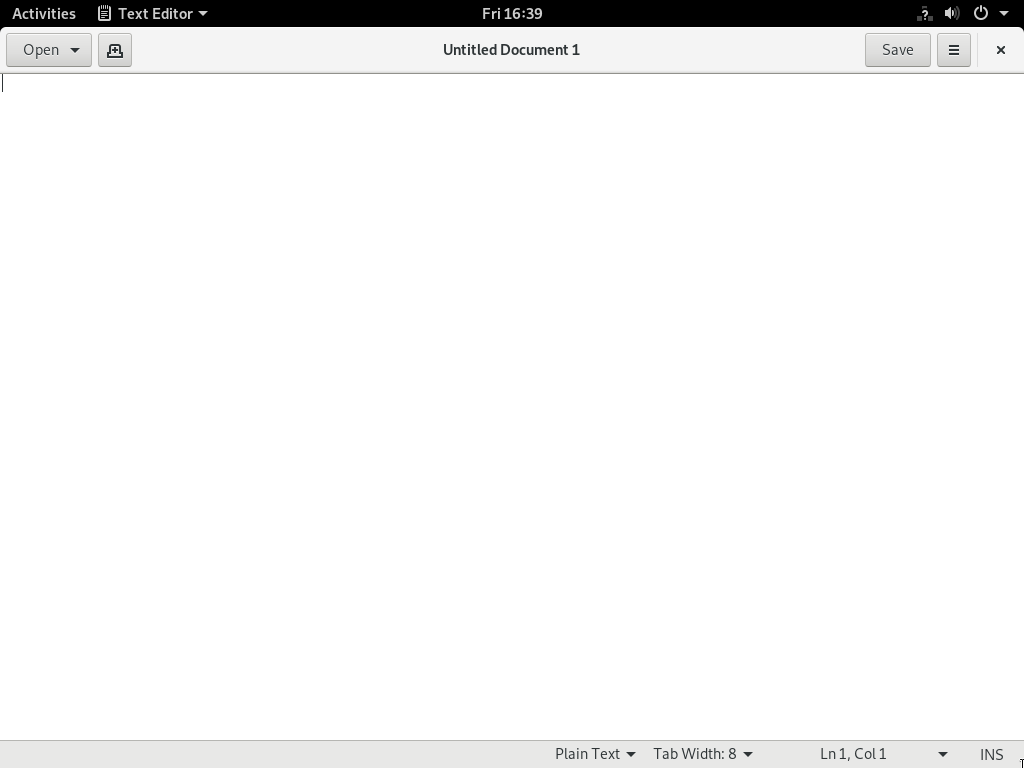 Activities Text Editor Fri 16:39
Open Untitled Document 1 Save
Plain Text Tab Width: 8 Ln 1, Col 1 INS